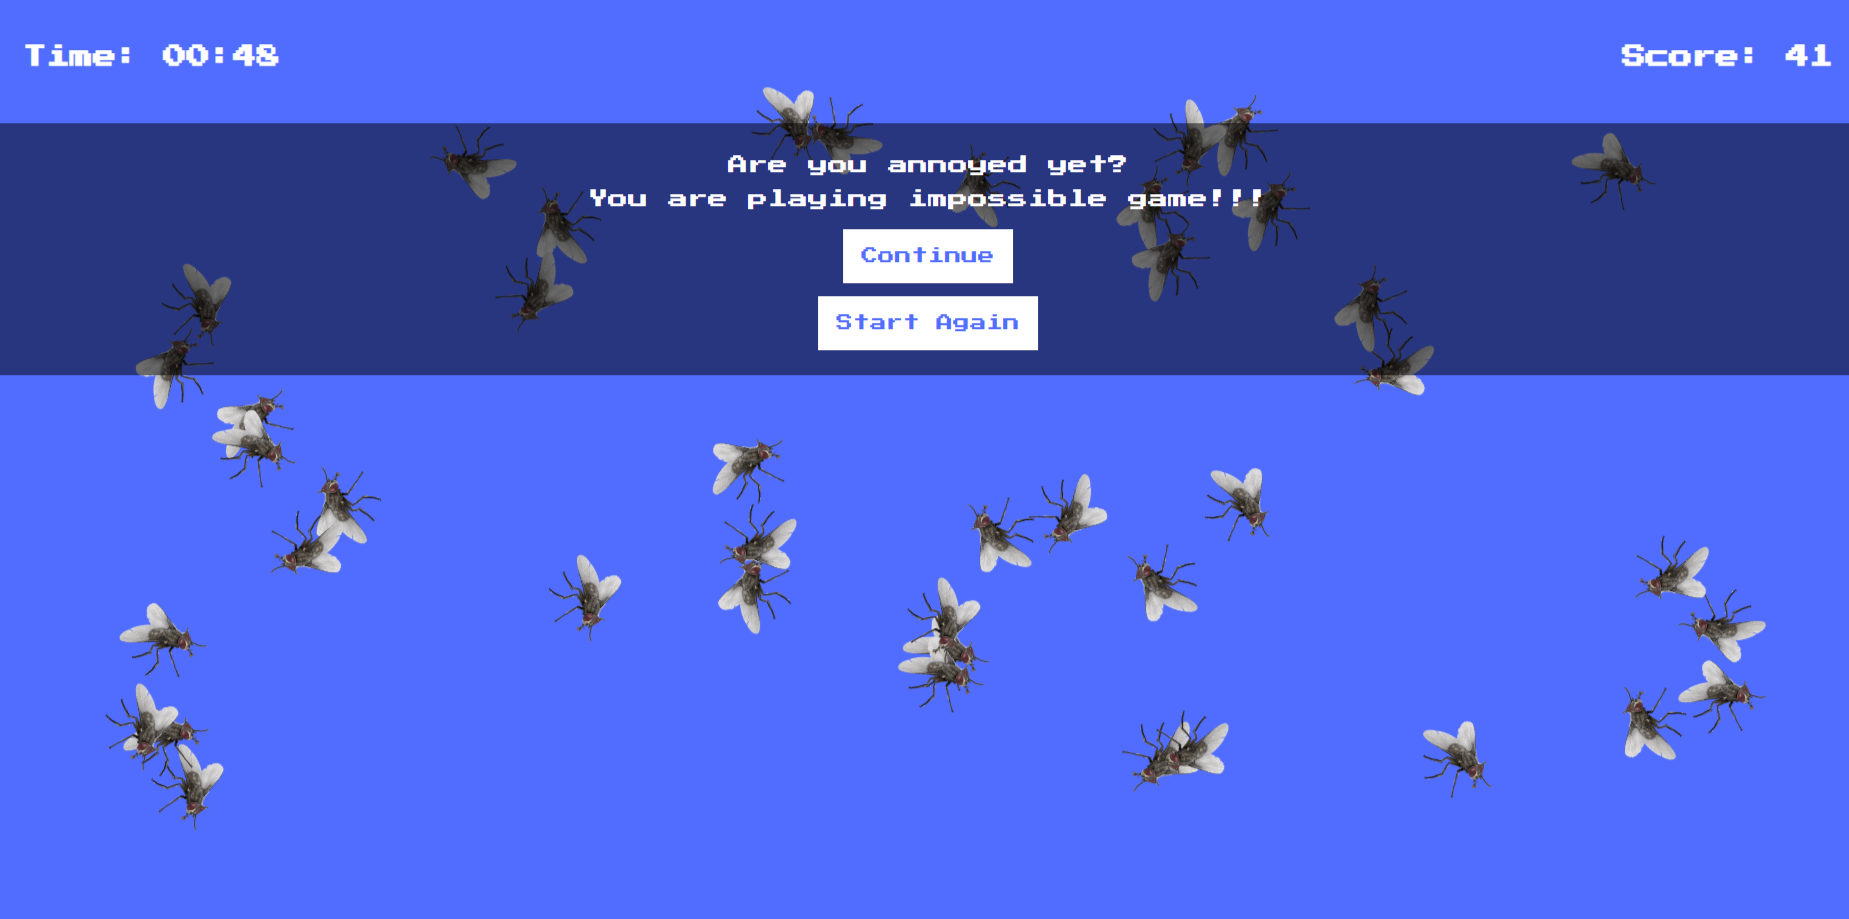 Time: 00:48
Score: 41
Are you annoyed yet?
You are playing impossible game!!!
Continue
Start Again